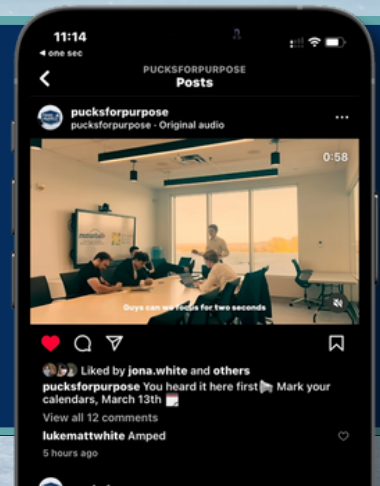 11:14
◀ one sec
PUCKSFORPURPOSE
Posts
pucksforpurpose
pucksforpurpose • Original audio
0:58
Guys can we focus for two seconds
Liked by jona.white and others
pucksforpurpose You heard it here first Mark your
calendars, March 13th
View all 12 comments
lukemattwhite Amped
5 hours ago